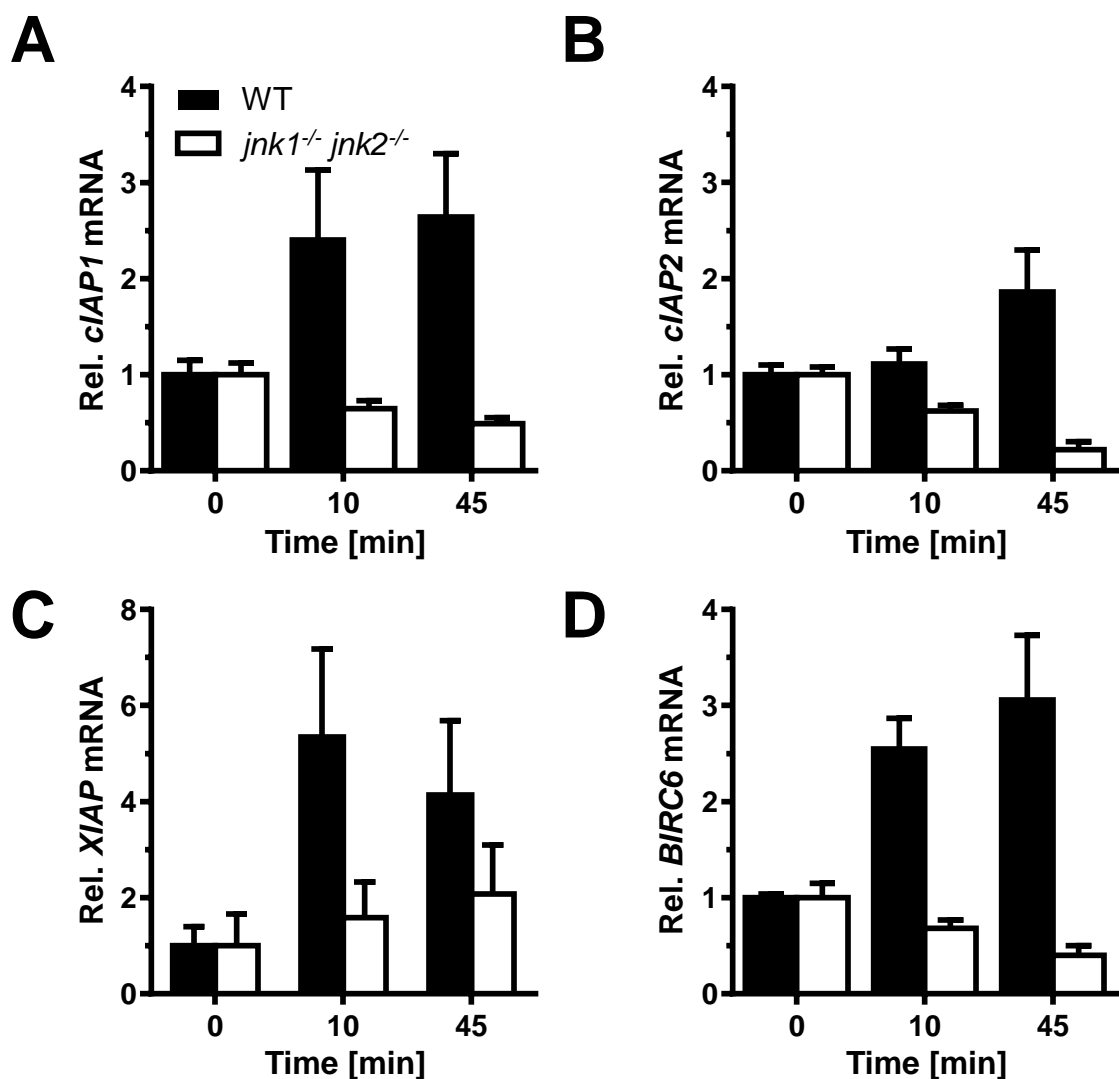 A
Rel. cIAP1 mRNA
4
3
2
1
0
WT
jnk1-/- jnk2-/-
0 10 45
Time [min]
B
Rel. cIAP2 mRNA
4
3
2
1
0
0 10 45
Time [min]
C
Rel. XIAP mRNA
8
6
4
2
0
0 10 45
Time [min]
D
Rel. BIRC6 mRNA
4
3
2
1
0
0 10 45
Time [min]